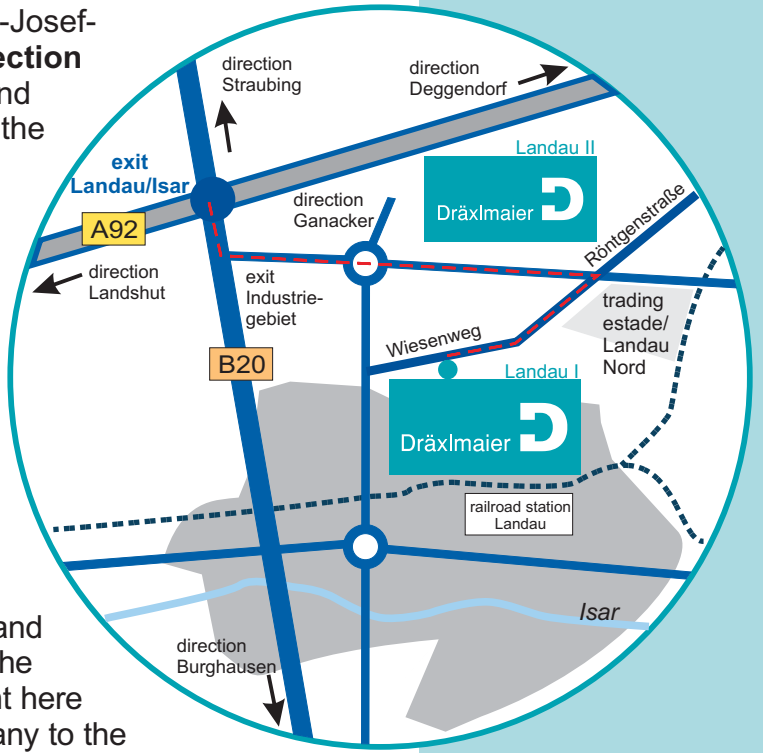 -Josef-
ection
nd
the
direction
Straubing
direction
Deggendorf
exit
Landau/Isar
A92
direction
Landshut
direction
Ganacker
exit
Industrie-
gebiet
Landau II
Dräxlmaier
Röntgenstraße
trading
estade/
Landau
Nord
Wiesenweg
B20
Landau I
Dräxlmaier
railroad station
Landau
Isar
direction
Burghausen
and
he
nt here
any to the